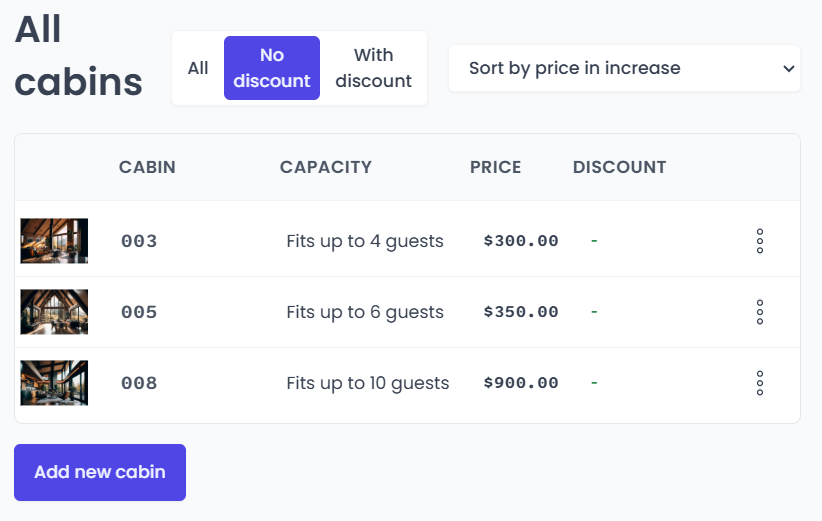 All
cabins
All
No
discount
With
discount
Sort by price in increase
CABIN CAPACITY PRICE DISCOUNT
003 Fits up to 4 guests $300.00 -
005 Fits up to 6 guests $350.00 -
008 Fits up to 10 guests $900.00 -
Add new cabin